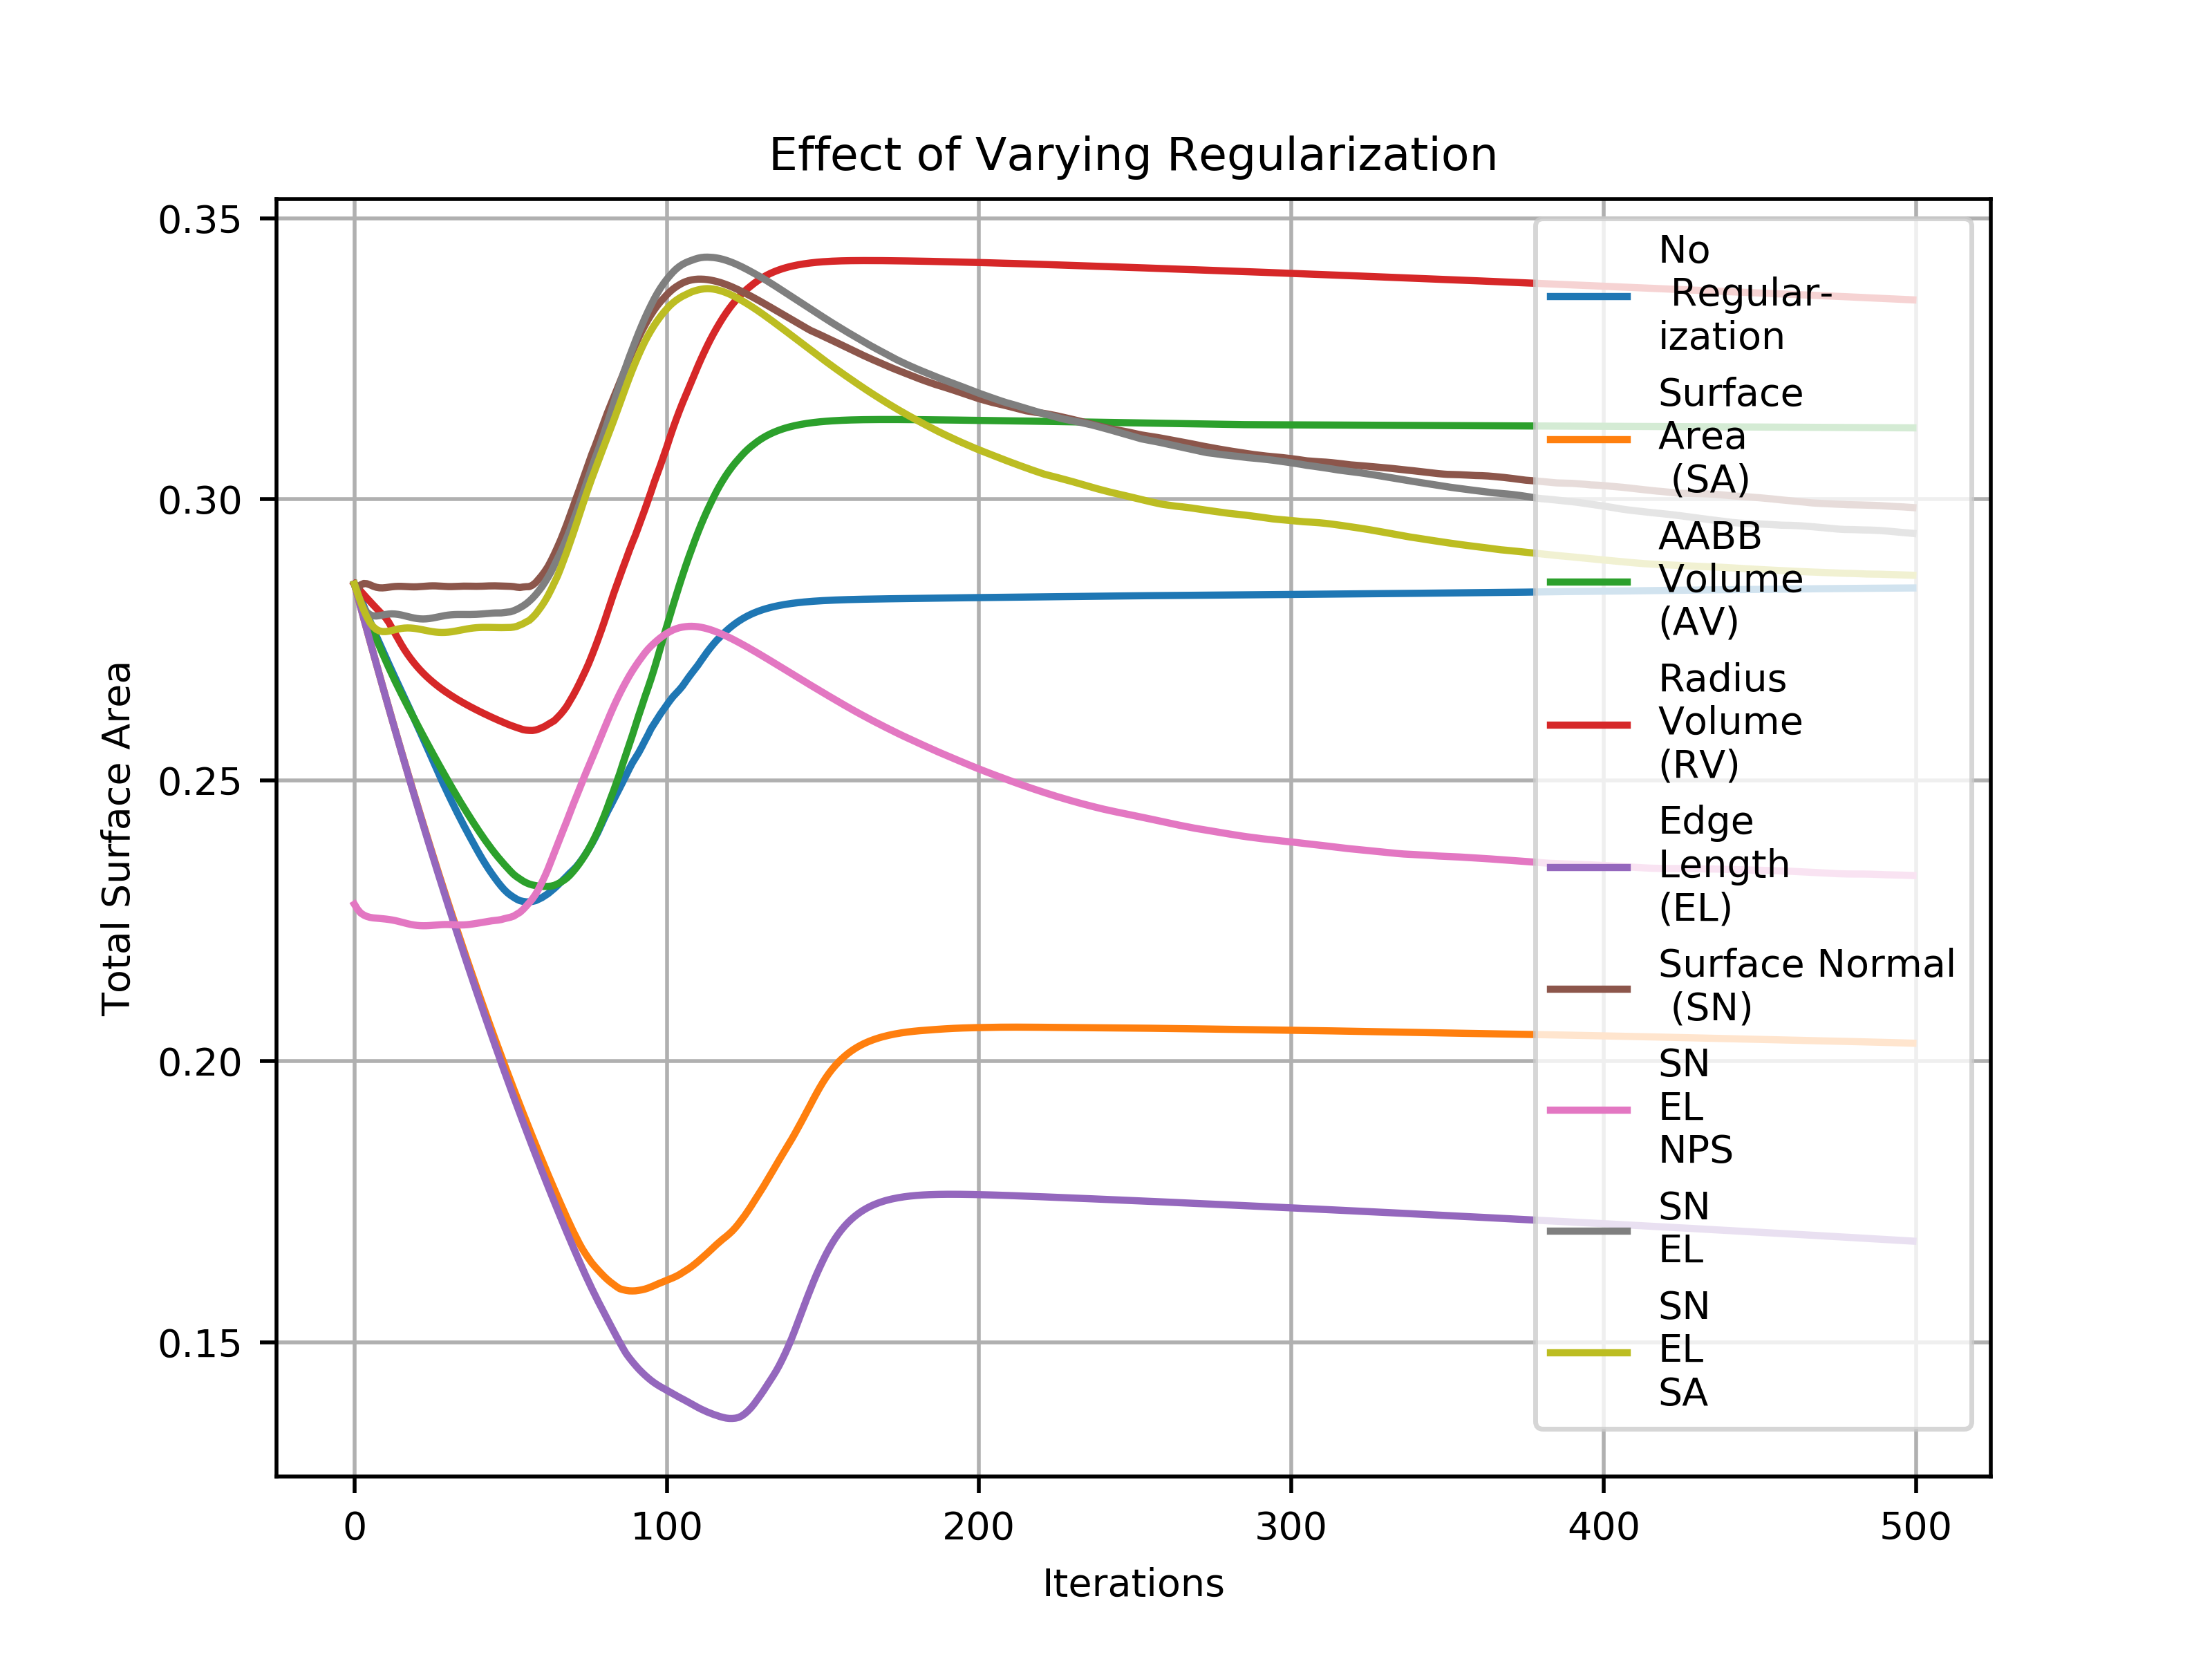 Effect of Varying Regularization
0.35
0.30
0.25
0.20
0.15
Total Surface Area
0
100
200
300
400
500
Iterations
No
Regular-
ization
Surface
Area
(SA)
AABB
Volume
(AV)
Radius
Volume
(RV)
Edge
Length
(EL)
Surface Normal
(SN)
SN
EL
NPS
SN
EL
SN
EL
SA